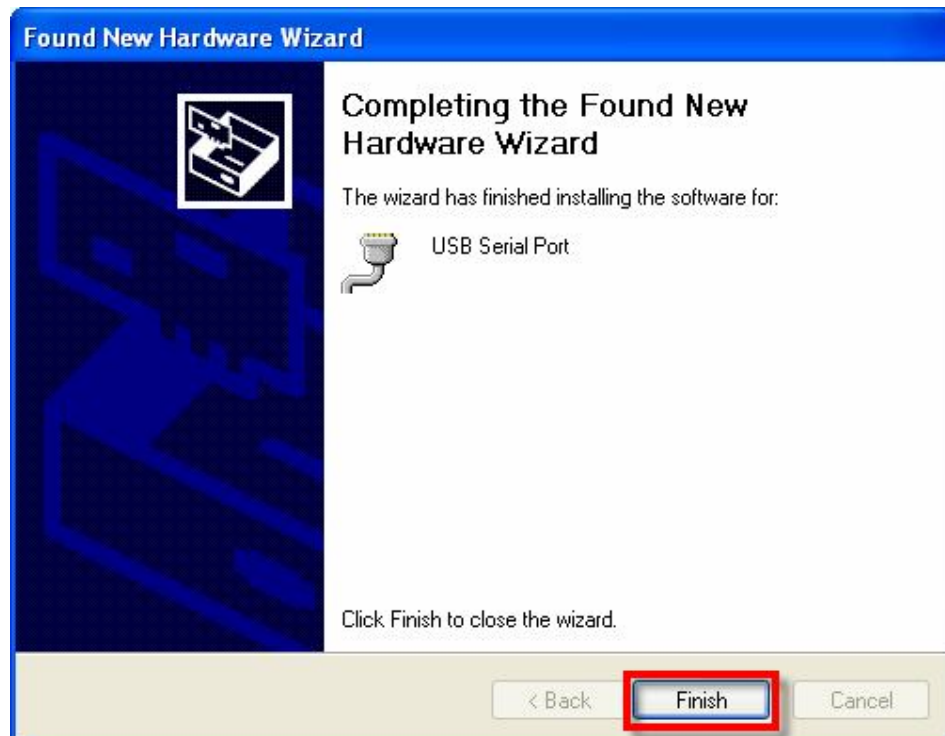 Found New Hardware Wizard
Completing the Found New
Hardware Wizard
The wizard has finished installing the software for:
USB Serial Port
Click Finish to close the wizard.
< Back
Finish
Cancel